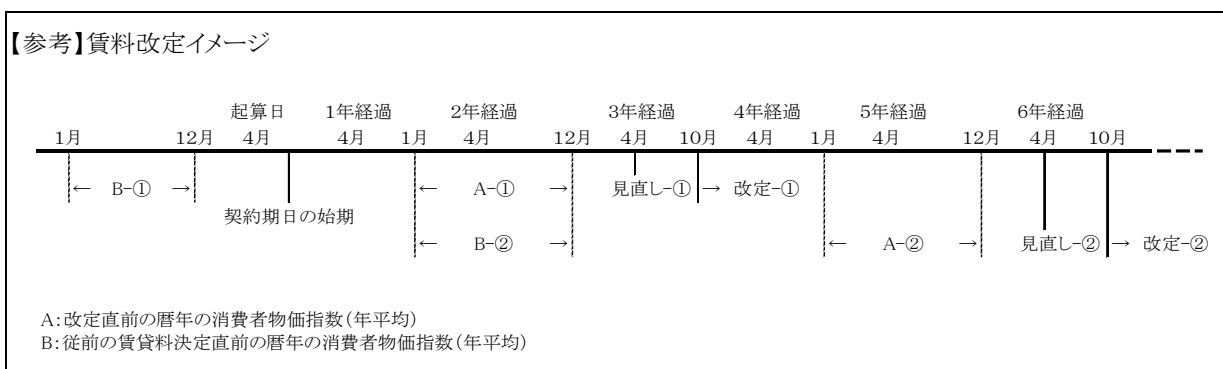 【参考】賃料改定イメージ
起算日 1年経過 2年経過 3年経過 4年経過 5年経過 6年経過
1月 12月 4月 4月 1月 4月 12月 4月 10月 4月 1月 4月 12月 4月 10月
← B-① → ← A-① → 見直し-① → 改定-①
契約期日の始期 ← B-② → ← A-② → 見直し-② → 改定-②
A:改定直前の暦年の消費者物価指数(年平均)
B:従前の賃貸料決定直前の暦年の消費者物価指数(年平均)